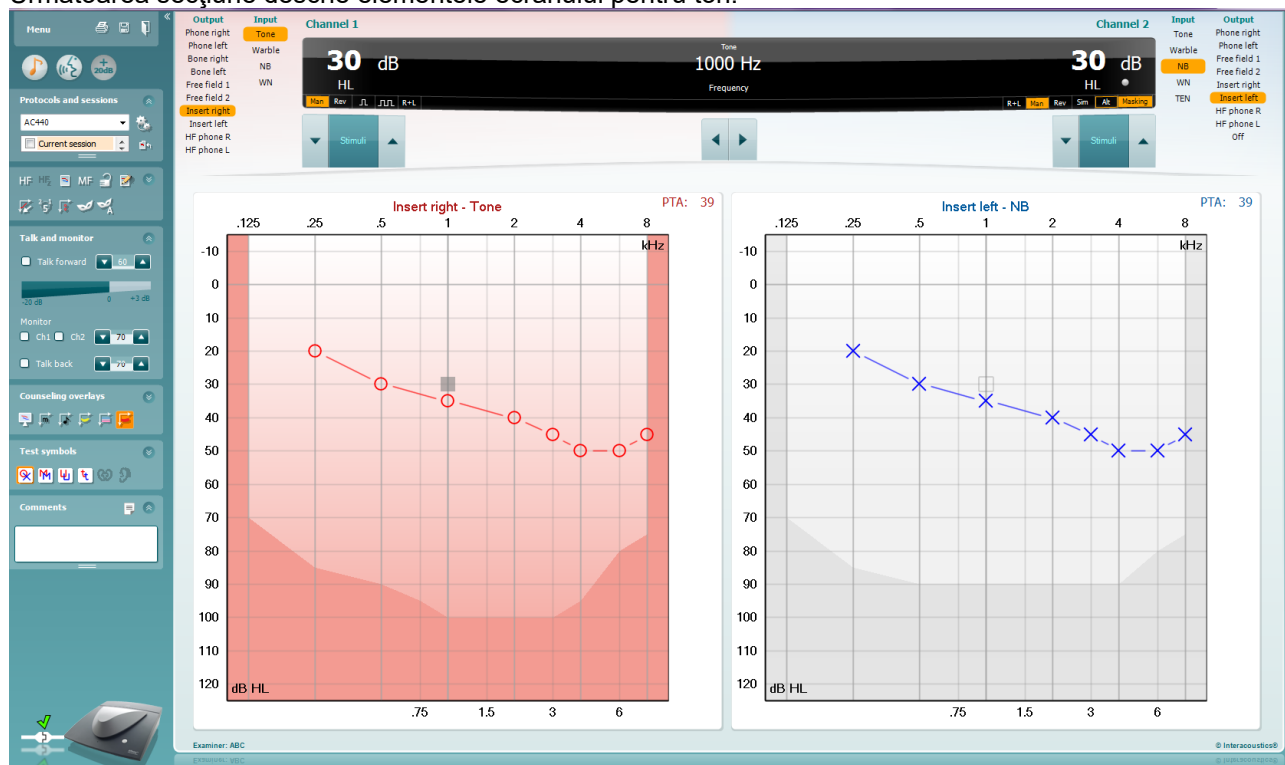 Următoarea secţiune descrie elementele ecranului pentru ton.
Menu
+20dB
Protocols and sessions
AC440
Current session
HF HF2 MF
Talk and monitor
Talk forward 60
-20 dB 0 +3 dB
Monitor
Ch1 Ch2 70
Talk back 70
Counseling overlays
Test symbols
Comments
Output
Phone right
Phone left
Bone right
Bone left
Free field 1
Free field 2
Insert right
Insert left
HF phone R
HF phone L
Input
Tone
Warble
NB
WN
Channel 1
30 dB
HL
Man Rev R+L
Tone
1000 Hz
Frequency
Channel 2
30 dB
HL
R+L Man Rev Sim Alt Masking
Stimuli
Stimuli
Input
Tone
Warble
NB
WN
TEN
Output
Phone right
Phone left
Free field 1
Free field 2
Insert right
Insert left
HF phone R
HF phone L
Off
Insert right - Tone
PTA: 39
.125 .25 .5 1 2 4 8
kHz
-10
0
10
20
30
40
50
60
70
80
90
100
110
120
dB HL
.75 1.5 3 6
Insert left - NB
PTA: 39
.125 .25 .5 1 2 4 8
kHz
-10
0
10
20
30
40
50
60
70
80
90
100
110
120
dB HL
.75 1.5 3 6
Examiner: ABC
© Interacoustics®